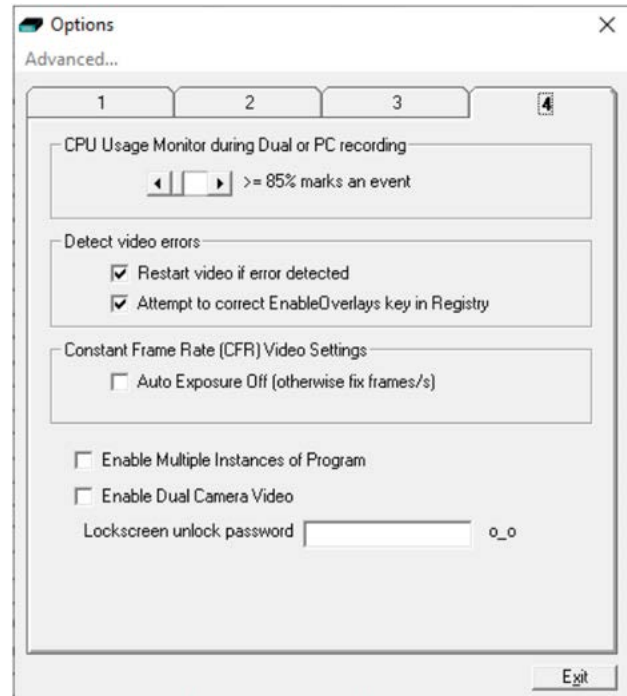 Options
Advanced...
1 2 3 4
CPU Usage Monitor during Dual or PC recording
>= 85% marks an event
Detect video errors
Restart video if error detected
Attempt to correct EnableOverlays key in Registry
Constant Frame Rate (CFR) Video Settings
Auto Exposure Off (otherwise fix frames/s)
Enable Multiple Instances of Program
Enable Dual Camera Video
Lockscreen unlock password o_o
Exit